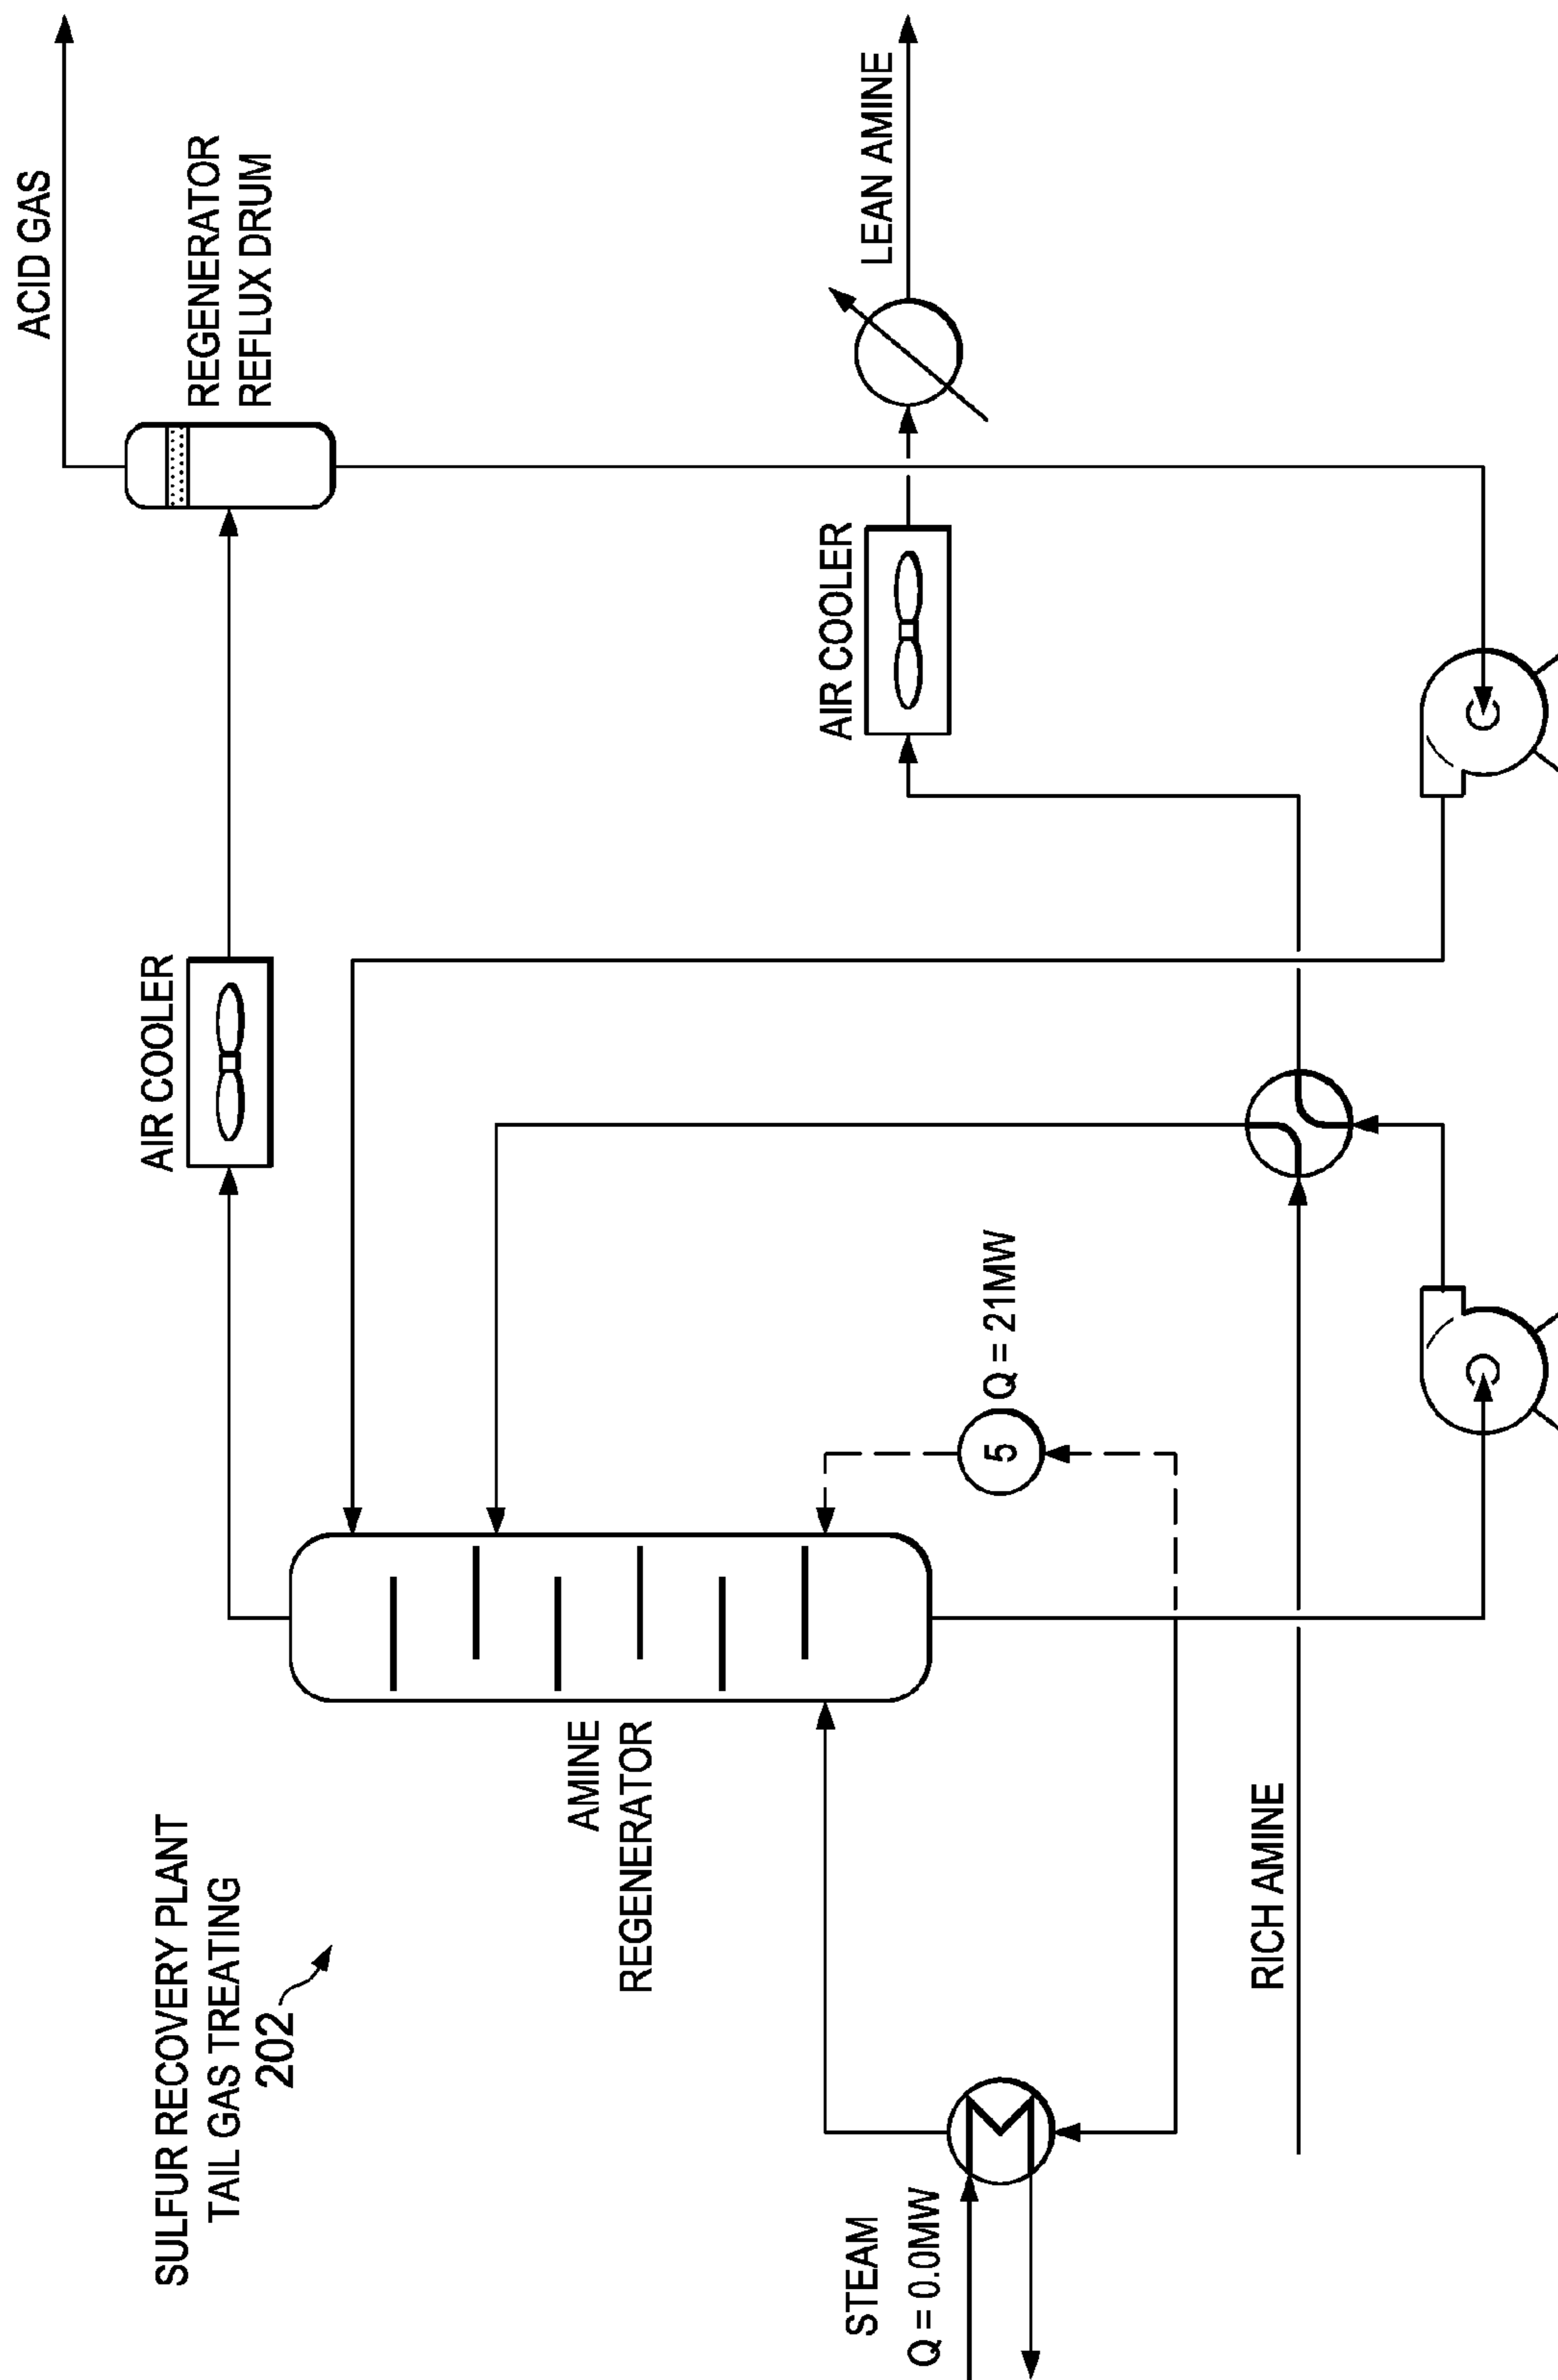 SULFUR RECOVERY PLANT
TAIL GAS TREATING
202
STEAM
Q = 0.0MW
AMINE
REGENERATOR
RICH AMINE
5
Q = 21MW
AIR COOLER
AIR COOLER
ACID GAS
REGENERATOR
REFLUX DRUM
LEAN AMINE